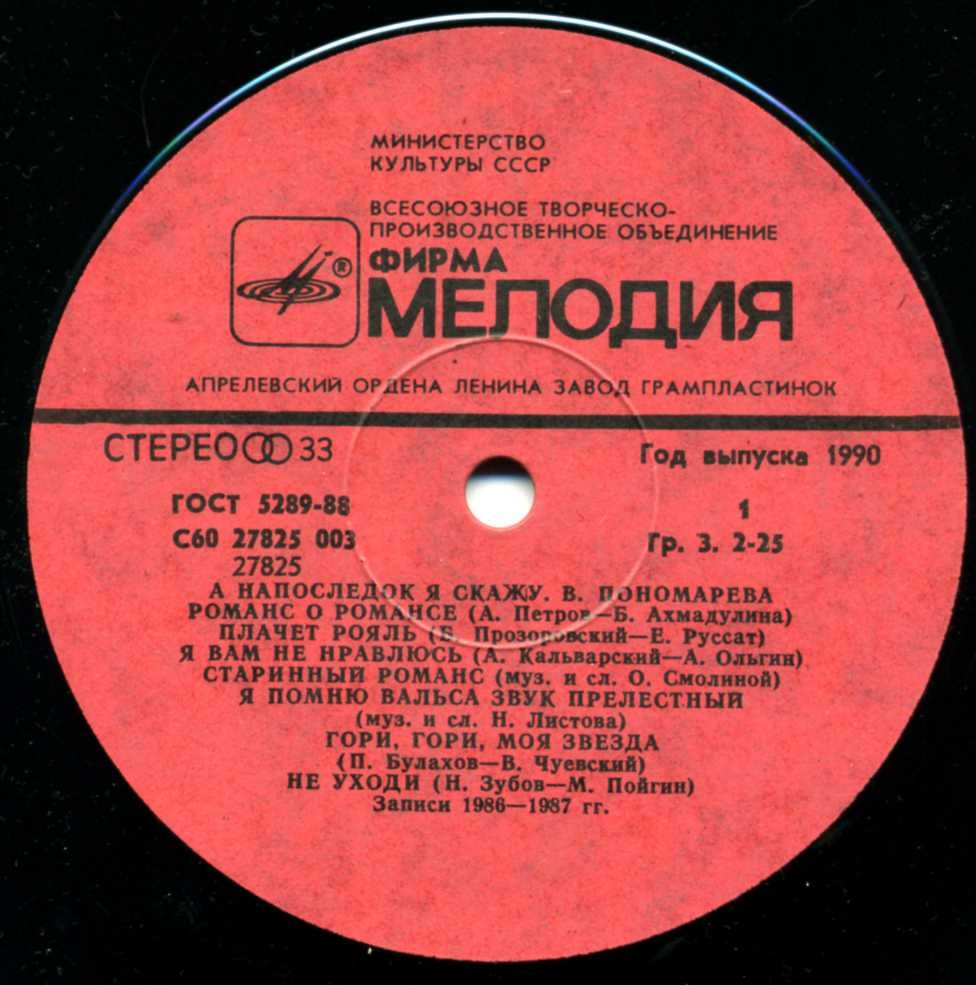 МИНИСТЕРСТВО
КУЛЬТУРЫ СССР
ВСЕСОЮЗНОЕ ТВОРЧЕСКО-
ПРОИЗВОДСТВЕННОЕ ОБЪЕДИНЕНИЕ
®
ФИРМА
МЕЛОДИЯ
АПРЕЛЕВСКИЙ ОРДЕНА ЛЕНИНА ЗАВОД ГРАМПЛАСТИНОК
СТЕРЕО 33
Год выпуска 1990
ГОСТ 5289-88
1
С60 27825 003
Гр. 3. 2-25
27825
А НАПОСЛЕДОК Я СКАЖУ. В. ПОНОМАРЕВА
РОМАНС О РОМАНСЕ (А. Петров—Б. Ахмадулина)
ПЛАЧЕТ РОЯЛЬ (Б. Прозоровский—Е. Руссат)
Я ВАМ НЕ НРАВЛЮСЬ (А. Кальварский—А. Ольгин)
СТАРИННЫЙ РОМАНС (муз. и сл. О. Смолиной)
Я ПОМНЮ ВАЛЬСА ЗВУК ПРЕЛЕСТНЫЙ
(муз. и сл. Н. Листова)
ГОРИ, ГОРИ, МОЯ ЗВЕЗДА
(П. Булахов—В. Чуевский)
НЕ УХОДИ (Н. Зубов—М. Пойгин)
Записи 1986—1987 гг.